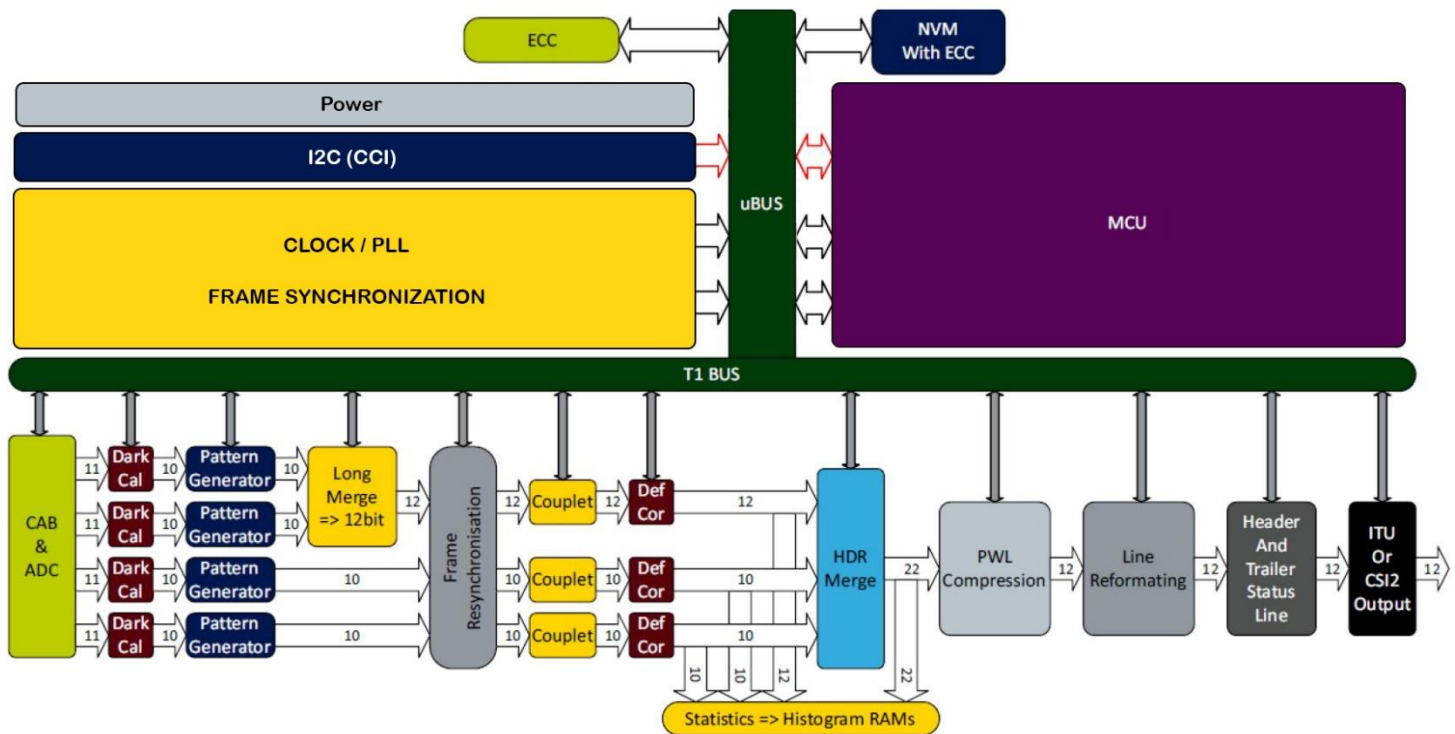 ECC
NVM
With ECC
Power
I2C (CCI)
uBUS
MCU
CLOCK / PLL
FRAME SYNCHRONIZATION
T1 BUS
CAB
&
ADC
11
Dark
Cal
10
Pattern
Generator
10
11
Dark
Cal
10
Pattern
Generator
10
Long
Merge
=> 12bit
12
11
Dark
Cal
10
Pattern
Generator
10
11
Dark
Cal
10
Pattern
Generator
10
Frame
Resynchronisation
12
Couplet
12
Def
Cor
12
10
Couplet
10
Def
Cor
10
10
Couplet
10
Def
Cor
10
HDR
Merge
22
PWL
Compression
12
Line
Reformating
12
Header
And
Trailer
Status
Line
12
ITU
Or
CSI2
Output
12
10
10
12
22
Statistics => Histogram RAMs